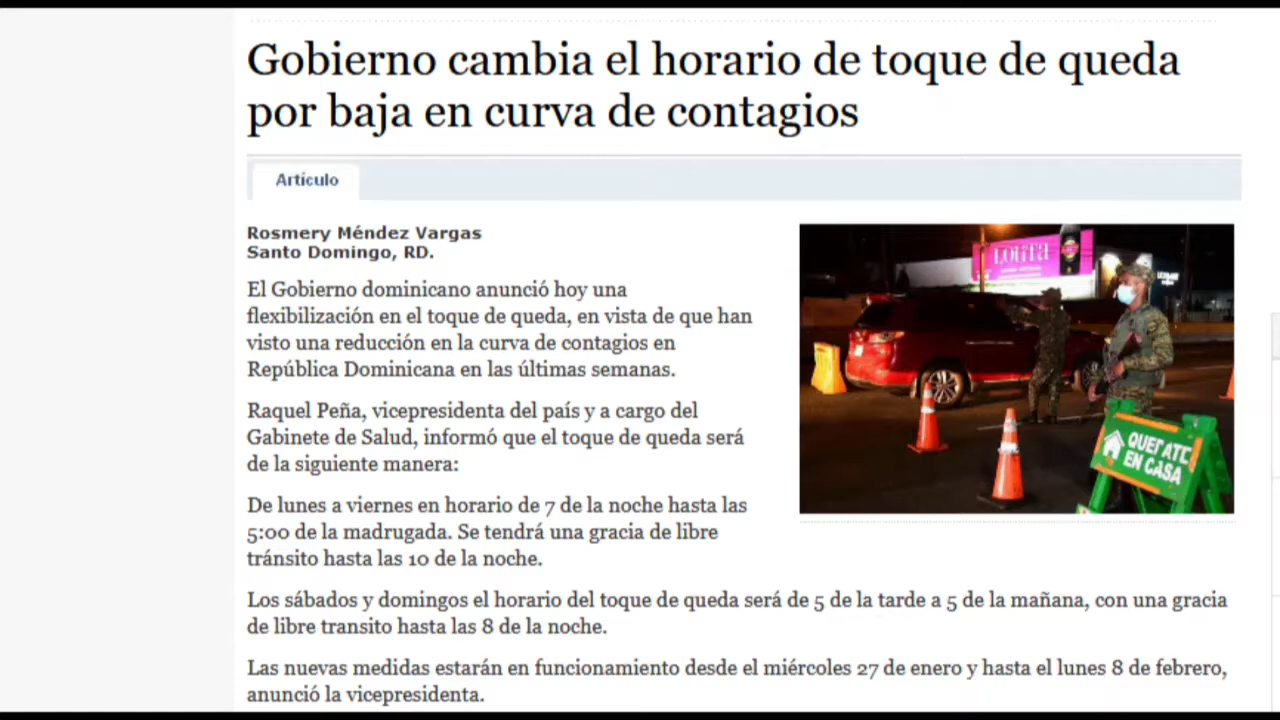 Gobierno cambia el horario de toque de queda
por baja en curva de contagios
Artículo
Rosmery Méndez Vargas
Santo Domingo, RD.
El Gobierno dominicano anunció hoy una
flexibilización en el toque de queda, en vista de que han
visto una reducción en la curva de contagios en
República Dominicana en las últimas semanas.
Raquel Peña, vicepresidenta del país y a cargo del
Gabinete de Salud, informó que el toque de queda será
de la siguiente manera:
De lunes a viernes en horario de 7 de la noche hasta las
5:00 de la madrugada. Se tendrá una gracia de libre
tránsito hasta las 10 de la noche.
Los sábados y domingos el horario del toque de queda será de 5 de la tarde a 5 de la mañana, con una gracia
de libre transito hasta las 8 de la noche.
Las nuevas medidas estarán en funcionamiento desde el miércoles 27 de enero y hasta el lunes 8 de febrero,
anunció la vicepresidenta.
EN CASA